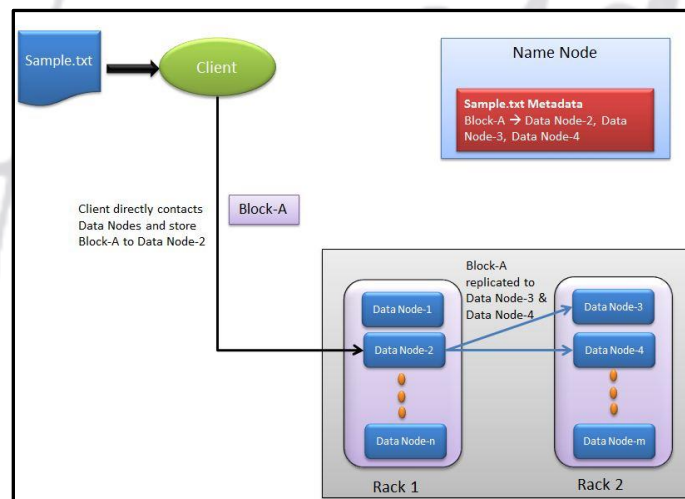 Sample.txt
Client
Name Node
Sample.txt Metadata
Block-A → Data Node-2, Data
Node-3, Data Node-4
Client directly contacts
Data Nodes and store
Block-A to Data Node-2
Block-A
Block-A
replicated to
Data Node-3 &
Data Node-4
Data Node-1
Data Node-2
Data Node-n
Data Node-3
Data Node-4
Data Node-m
Rack 1
Rack 2